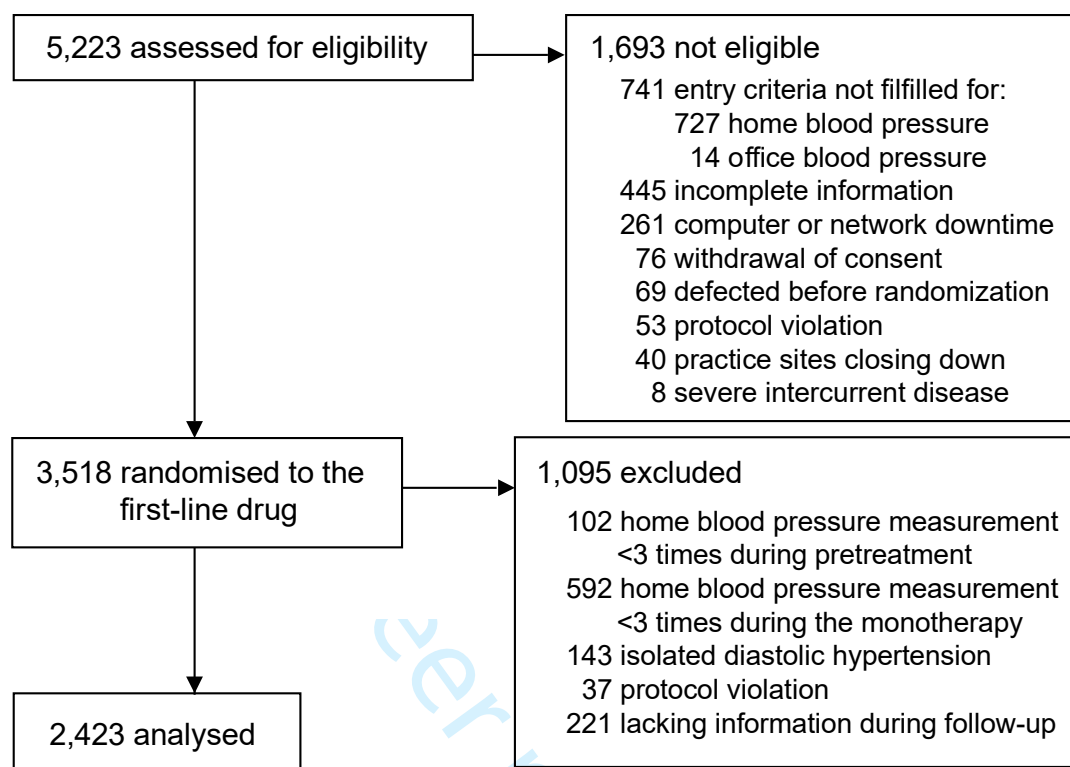 5,223 assessed for eligibility
1,693 not eligible
741 entry criteria not filfilled for:
727 home blood pressure
14 office blood pressure
445 incomplete information
261 computer or network downtime
76 withdrawal of consent
69 defected before randomization
53 protocol violation
40 practice sites closing down
8 severe intercurrent disease
3,518 randomised to the
first-line drug
1,095 excluded
102 home blood pressure measurement
<3 times during pretreatment
592 home blood pressure measurement
<3 times during the monotherapy
143 isolated diastolic hypertension
37 protocol violation
221 lacking information during follow-up
2,423 analysed